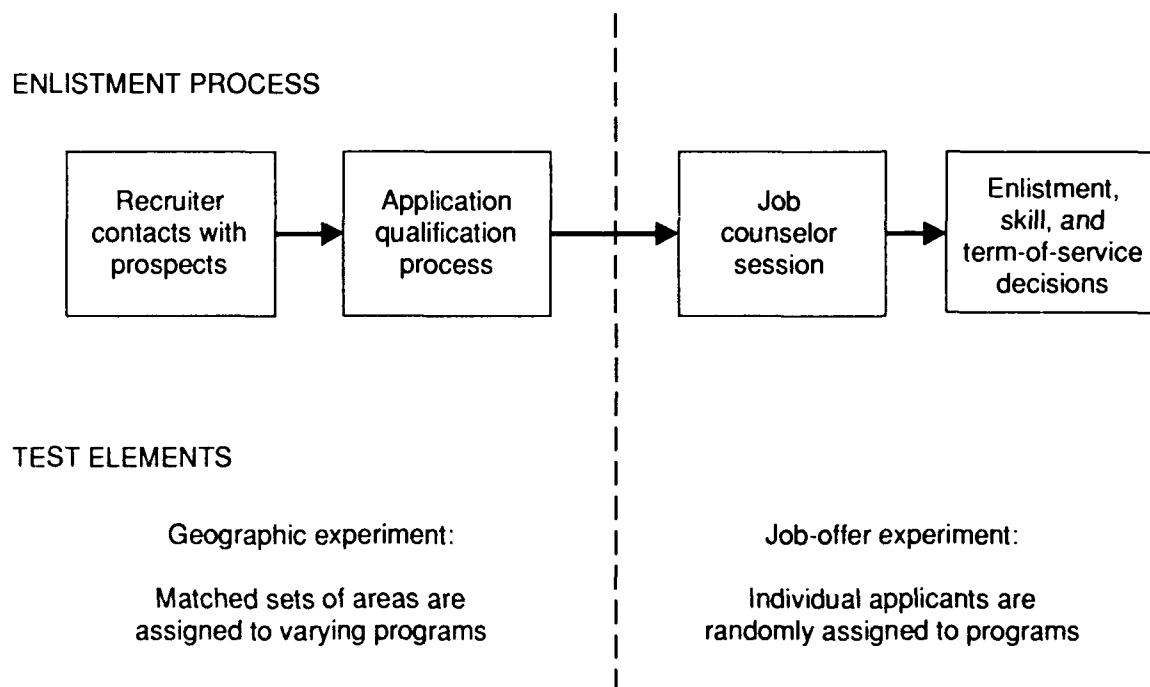 ENLISTMENT PROCESS
Recruiter
contacts with
prospects
Application
qualification
process
Job
counselor
session
Enlistment,
skill, and
term-of-service
decisions
TEST ELEMENTS
Geographic experiment:
Matched sets of areas are
assigned to varying programs
Job-offer experiment:
Individual applicants are
randomly assigned to programs